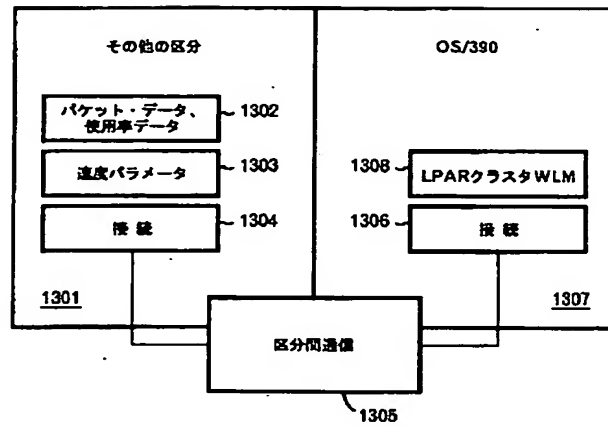 その他の区分
OS/390
パケット・データ、
使用率データ
1302
速度パラメータ
1303
1308
LPARクラスタWLM
接続
1304
1306
接続
1301
1307
区分間通信
1305